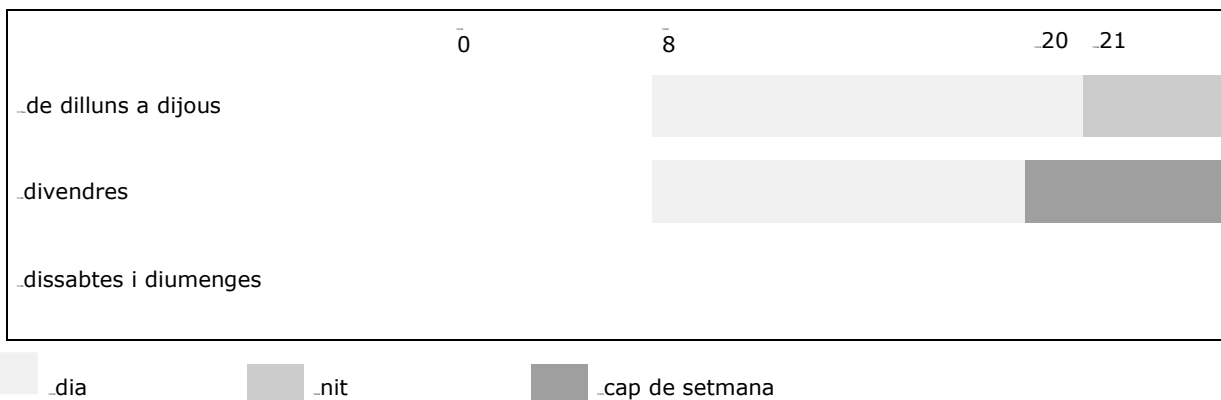 0 8 20 21
de dilluns a dijous
divendres
dissabtes i diumenges
dia nit cap de setmana